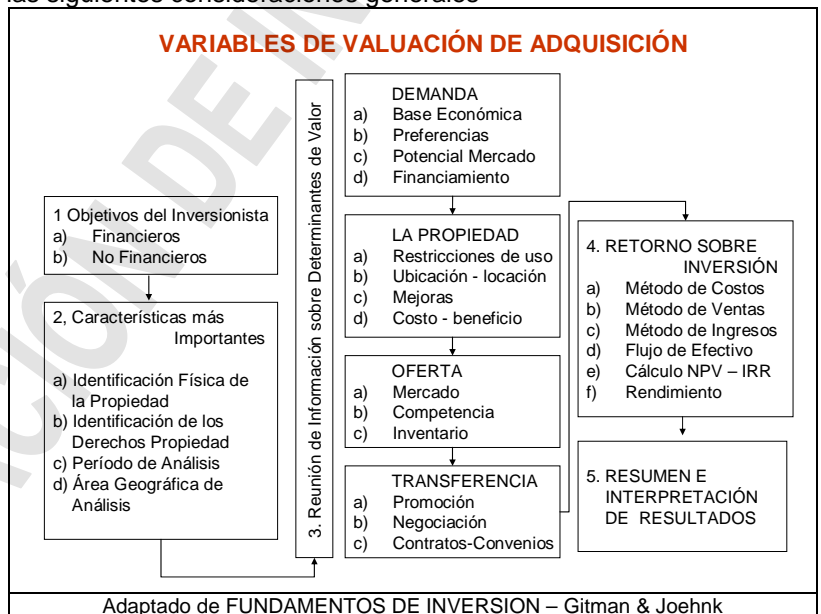 las siguientes consideraciones generales
VARIABLES DE VALUACIÓN DE ADQUISICIÓN
1 Objetivos del Inversionista
a) Financieros
b) No Financieros
2, Características más
Importantes
a) Identificación Física de
la Propiedad
b) Identificación de los
Derechos Propiedad
c) Período de Análisis
d) Área Geográfica de
Análisis
3. Reunión de Información sobre Determinantes de Valor
DEMANDA
a) Base Económica
b) Preferencias
c) Potencial Mercado
d) Financiamiento
LA PROPIEDAD
a) Restricciones de uso
b) Ubicación - locación
c) Mejoras
d) Costo - beneficio
OFERTA
a) Mercado
b) Competencia
c) Inventario
TRANSFERENCIA
a) Promoción
b) Negociación
c) Contratos-Convenios
4. RETORNO SOBRE
INVERSIÓN
a) Método de Costos
b) Método de Ventas
c) Método de Ingresos
d) Flujo de Efectivo
e) Cálculo NPV – IRR
f) Rendimiento
5. RESUMEN E
INTERPRETACIÓN
DE RESULTADOS
Adaptado de FUNDAMENTOS DE INVERSION – Gitman & Joehnk